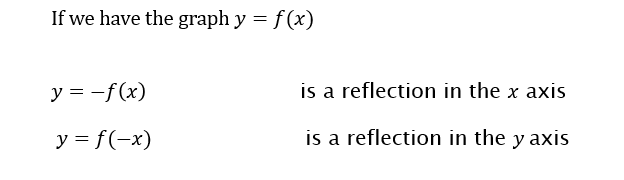 If we have the graph y = f(x)
y = −f(x) is a reflection in the x axis
y = f(−x) is a reflection in the y axis